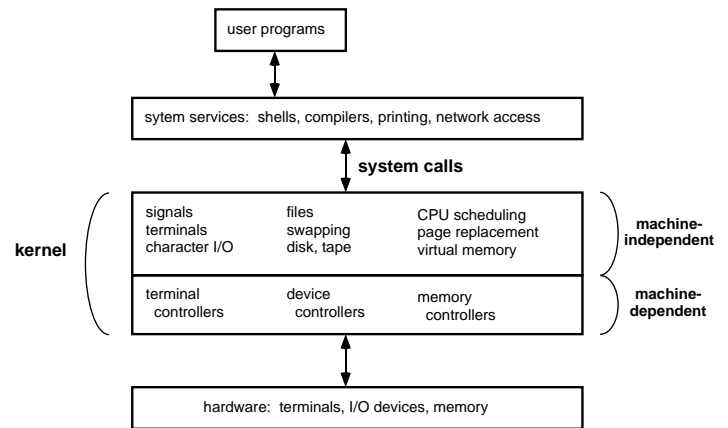 user programs
sytem services: shells, compilers, printing, network access
system calls
kernel
signals
terminals
character I/O
files
swapping
disk, tape
CPU scheduling
page replacement
virtual memory
machine-
independent
terminal
controllers
device
controllers
memory
controllers
machine-
dependent
hardware: terminals, I/O devices, memory